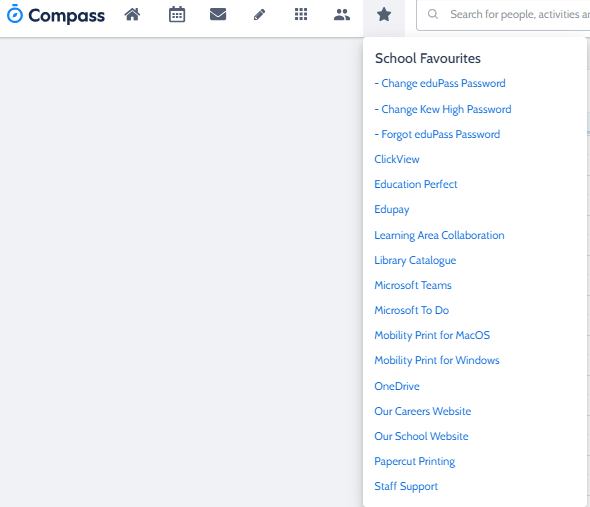 Compass
Search for people, activities a
School Favourites
- Change eduPass Password
- Change Kew High Password
- Forgot eduPass Password
ClickView
Education Perfect
Edupay
Learning Area Collaboration
Library Catalogue
Microsoft Teams
Microsoft To Do
Mobility Print for MacOS
Mobility Print for Windows
OneDrive
Our Careers Website
Our School Website
Papercut Printing
Staff Support